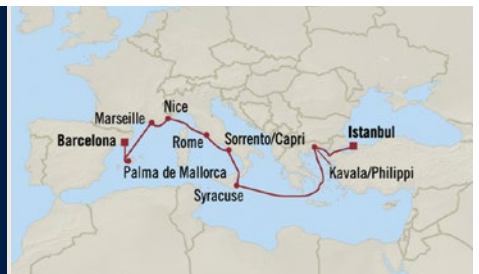 Nice
Marseille
Barcelona
Rome
Sorrento/Capri
Istanbul
Palma de Mallorca
Kavala/Philippi
Syracuse